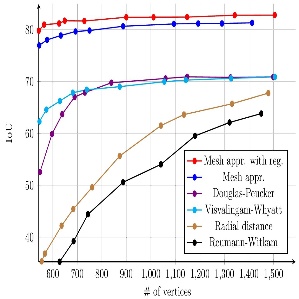 80
70
60
50
40
IoU
600
700
800
900
1,000
1,100
1,200
1,300
1,400
1,500
# of vertices
Mesh appr. with reg.
Mesh appr.
Douglas-Peucker
Visvalingam-Whyatt
Radial distance
Reumann-Witkam